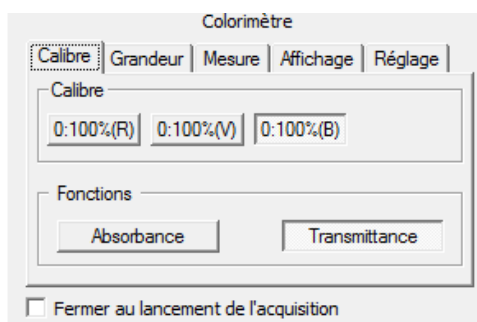 Colorimètre
Calibre Grandeur Mesure Affichage Réglage
Calibre
0:100%(R) 0:100%(V) 0:100%(B)
Fonctions
Absorbance Transmittance
Fermer au lancement de l'acquisition